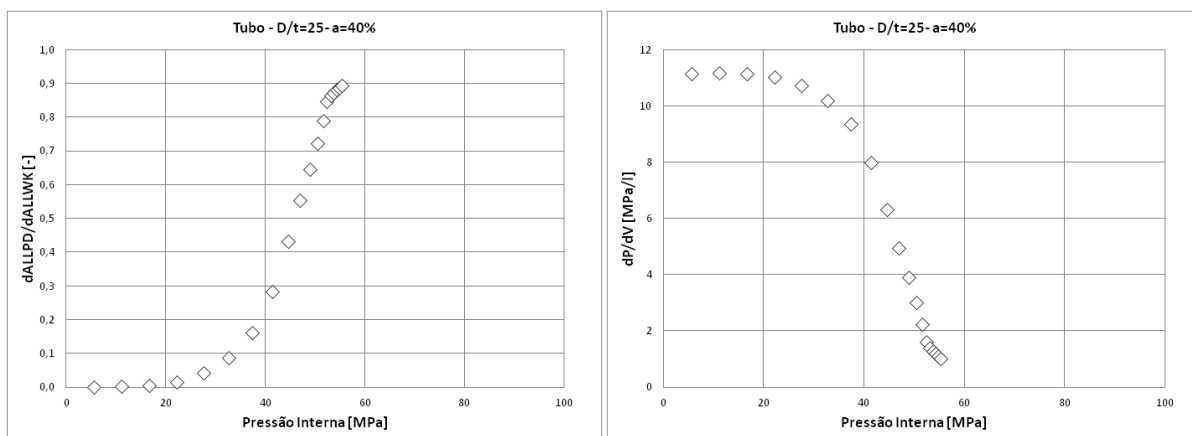 Tubo - D/t=25- a=40%
dALLPD/dALLWK [-]
1,0
0,9
0,8
0,7
0,6
0,5
0,4
0,3
0,2
0,1
0,0
0 20 40 60 80 100
Pressão Interna [MPa]
Tubo - D/t=25- a=40%
dP/dV [MPa/l]
12
10
8
6
4
2
0
0 20 40 60 80 100
Pressão Interna [MPa]